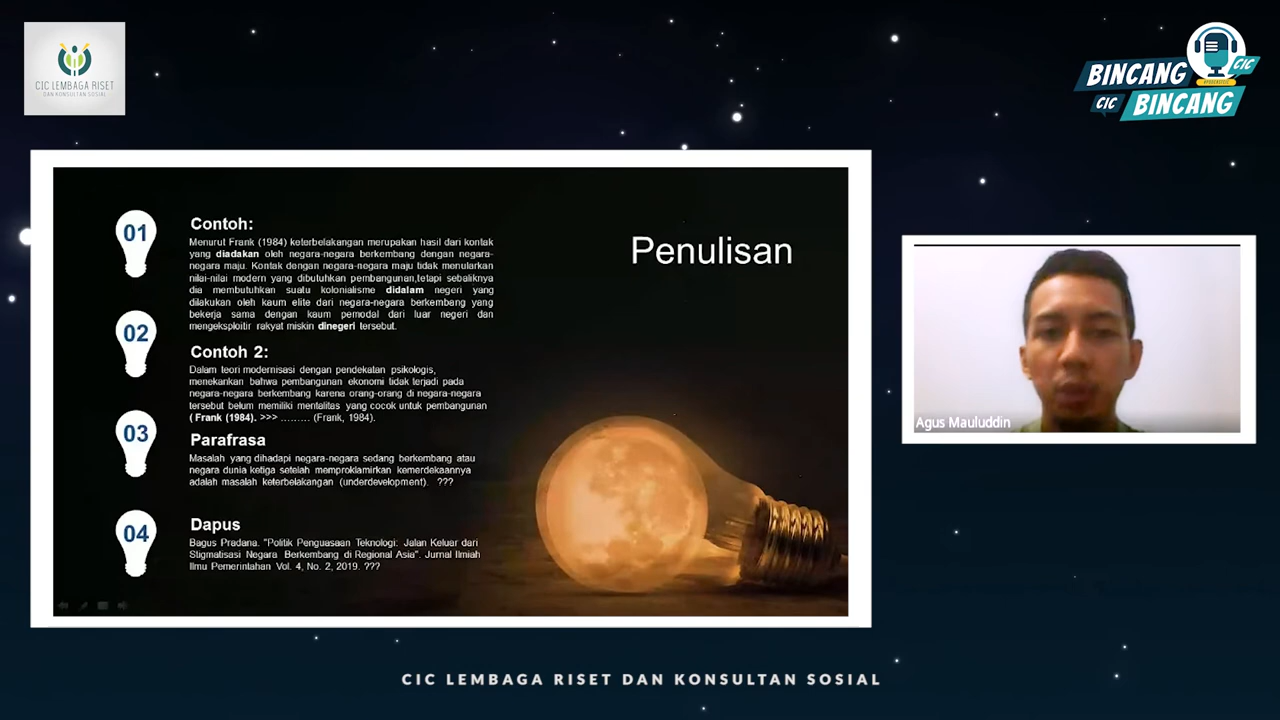 CIC LEMBAGA RISET
DAN KONSULTAN SOSIAL
BINCANG
CIC
CIC
BINCANG
Penulisan
01
Contoh:
Menurut Frank (1984) keterbelakangan merupakan hasil dari kontak
yang diadakan oleh negara-negara berkembang dengan negara-
negara maju. Kontak dengan negara-negara maju tidak menularkan
nilai-nilai modern yang dibutuhkan pembangunan,tetapi sebaliknya
dia membutuhkan suatu kolonialisme didalam negeri yang
dilakukan oleh kaum elite dari negara-negara berkembang yang
bekerja sama dengan kaum pemodal dari luar negeri dan
mengeksploitir rakyat miskin dinegeri tersebut.
02
Contoh 2:
Dalam teori modernisasi dengan pendekatan psikologis,
menekankan bahwa pembangunan ekonomi tidak terjadi pada
negara-negara berkembang karena orang-orang di negara-negara
tersebut belum memiliki mentalitas yang cocok untuk pembangunan
( Frank (1984). >>> ……... (Frank, 1984).
03
Parafrasa
Masalah yang dihadapi negara-negara sedang berkembang atau
negara dunia ketiga setelah memproklamirkan kemerdekaannya
adalah masalah keterbelakangan (underdevelopment). ???
04
Dapus
Bagus Pradana. "Politik Penguasaan Teknologi: Jalan Keluar dari
Stigmatisasi Negara Berkembang di Regional Asia". Jurnal Ilmiah
Ilmu Pemerintahan Vol. 4, No. 2, 2019. ???
Agus Mauluddin
CIC LEMBAGA RISET DAN KONSULTAN SOSIAL